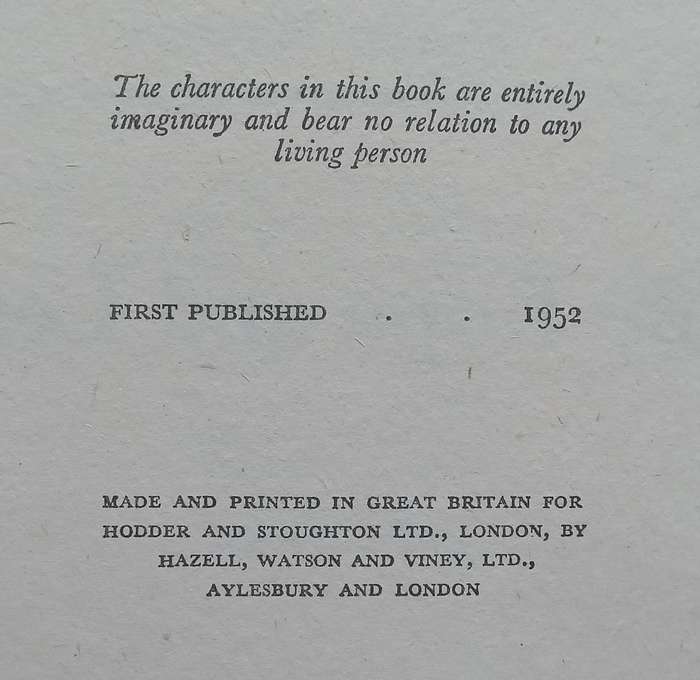 The characters in this book are entirely
imaginary and bear no relation to any
living person
FIRST PUBLISHED . . 1952
MADE AND PRINTED IN GREAT BRITAIN FOR
HODDER AND STOUGHTON LTD., LONDON, BY
HAZELL, WATSON AND VINEY, LTD.,
AYLESBURY AND LONDON